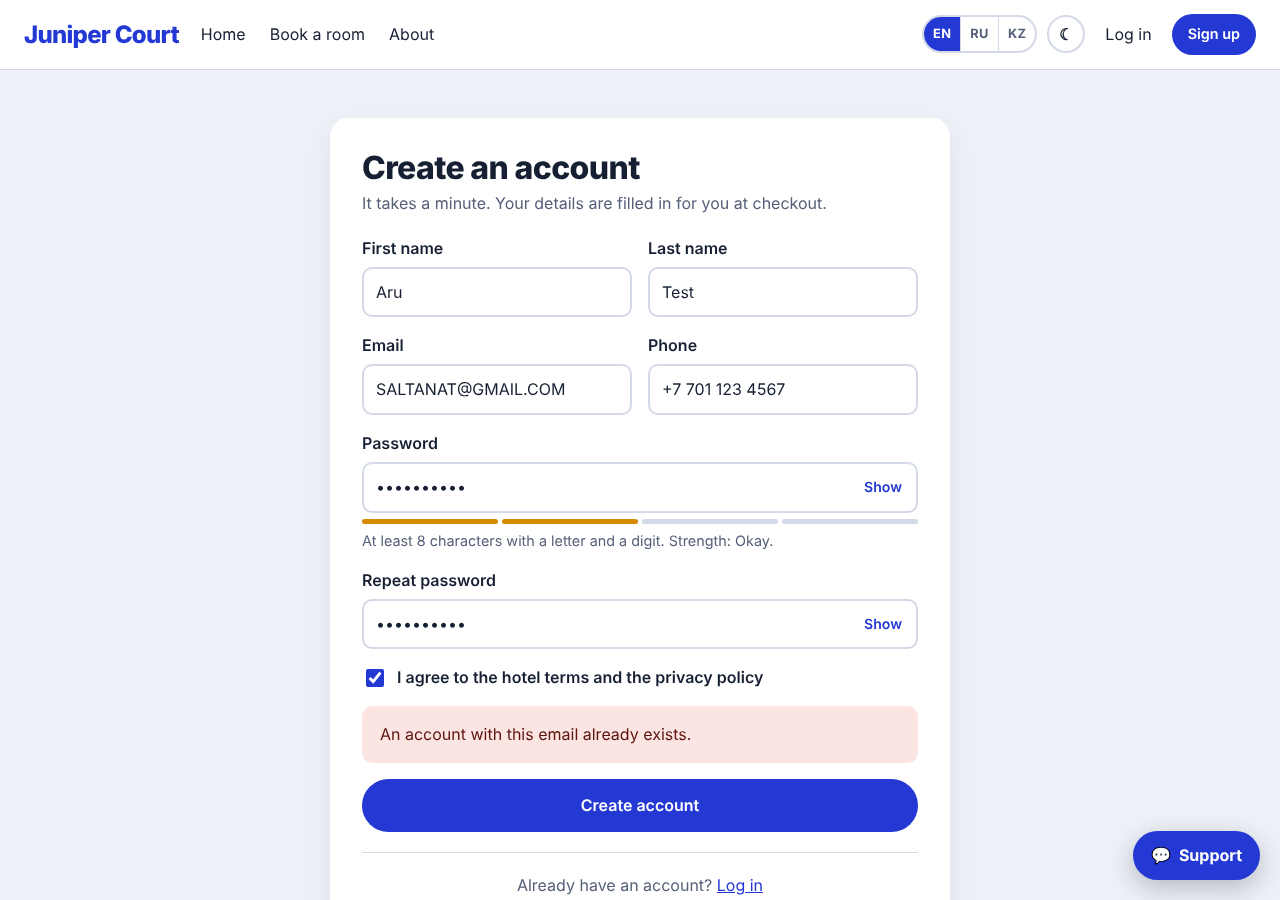 Juniper Court Home Book a room About EN RU KZ Log in Sign up
Create an account
It takes a minute. Your details are filled in for you at checkout.
First name Last name
Aru Test
Email Phone
SALTANAT@GMAIL.COM +7 701 123 4567
Password
•••••••••• Show
At least 8 characters with a letter and a digit. Strength: Okay.
Repeat password
•••••••••• Show
I agree to the hotel terms and the privacy policy
An account with this email already exists.
Create account
Support
Already have an account? Log in